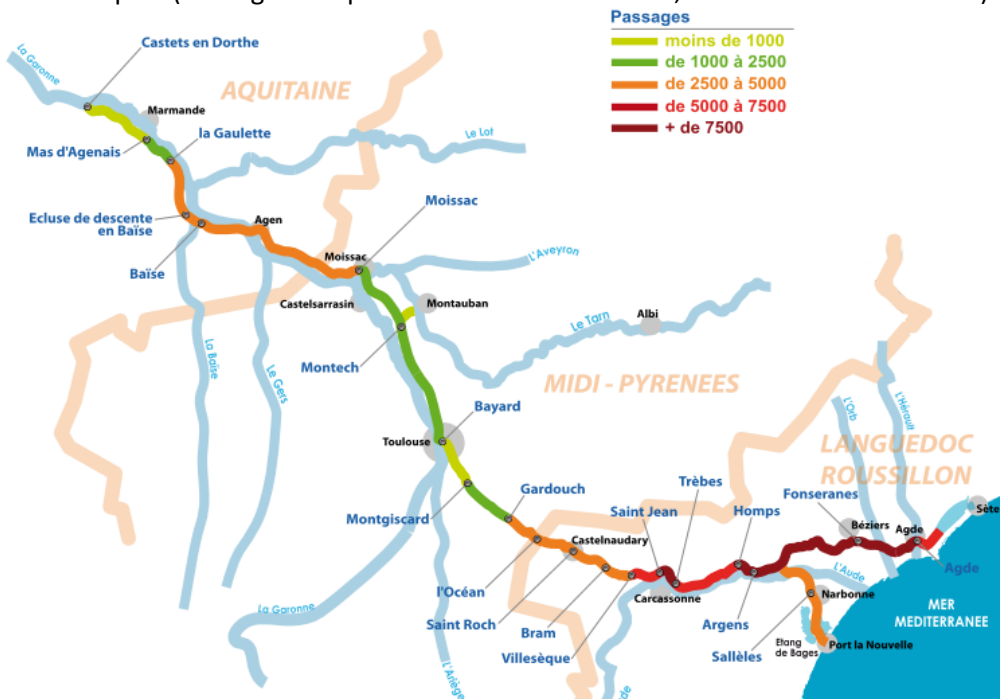 Passages
moins de 1000
de 1000 à 2500
de 2500 à 5000
de 5000 à 7500
+ de 7500
La Garonne
Castets en Dorthe
AQUITAINE
Marmande
la Gaulette
Le Lot
Mas d'Agenais
Moissac
Ecluse de descente
en Baïse
Agen
Baïse
Moissac
L'Aveyron
Castelsarrasin
Montauban
Le Tarn
Albi
La Baïse
Le Gers
Montech
MIDI - PYRENEES
Bayard
L'Orb
L'Hérault
Toulouse
LANGUEDOC
ROUSSILLON
Trèbes
Gardouch
Fonseranes
Montgiscard
Saint Jean
Homps
Sète
Béziers
Agde
Castelnaudary
L'Aude
Agde
l'Océan
Carcassonne
Narbonne
La Garonne
Saint Roch
MER
MEDITERRANEE
Bram
Argens
Etang
de Bages
Port la Nouvelle
Villesèque
Sallèles
L'Ariège